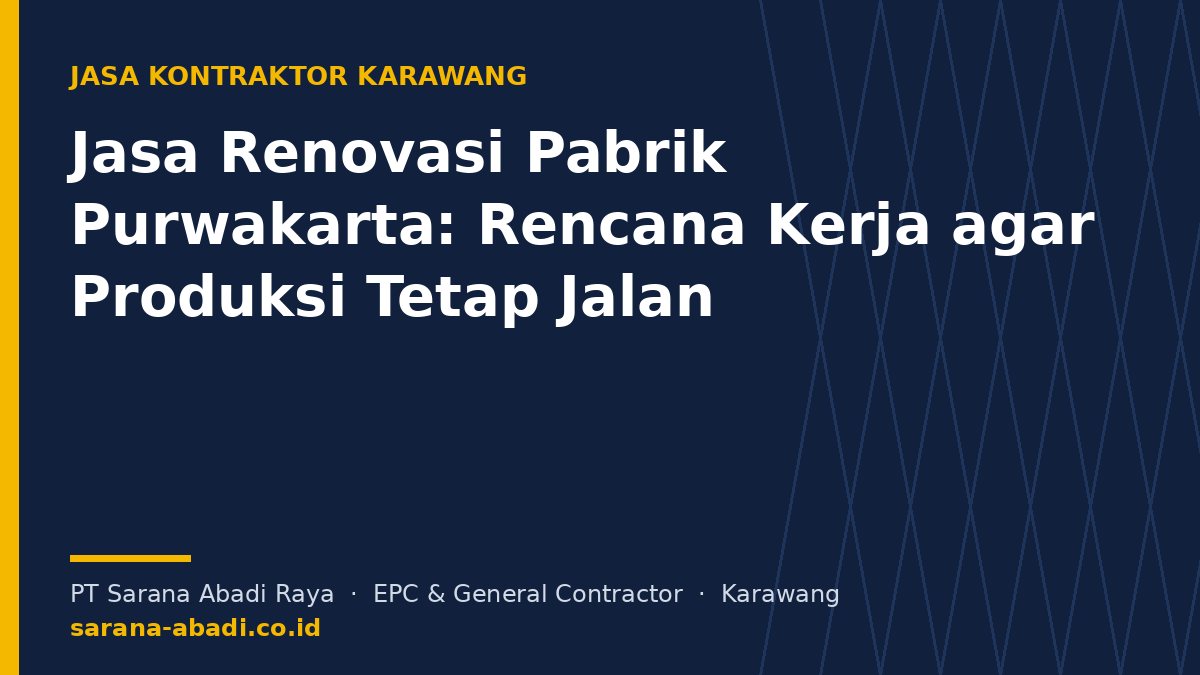 JASA KONTRAKTOR KARAWANG
Jasa Renovasi Pabrik
Purwakarta: Rencana Kerja agar
Produksi Tetap Jalan
PT Sarana Abadi Raya · EPC & General Contractor · Karawang
sarana-abadi.co.id